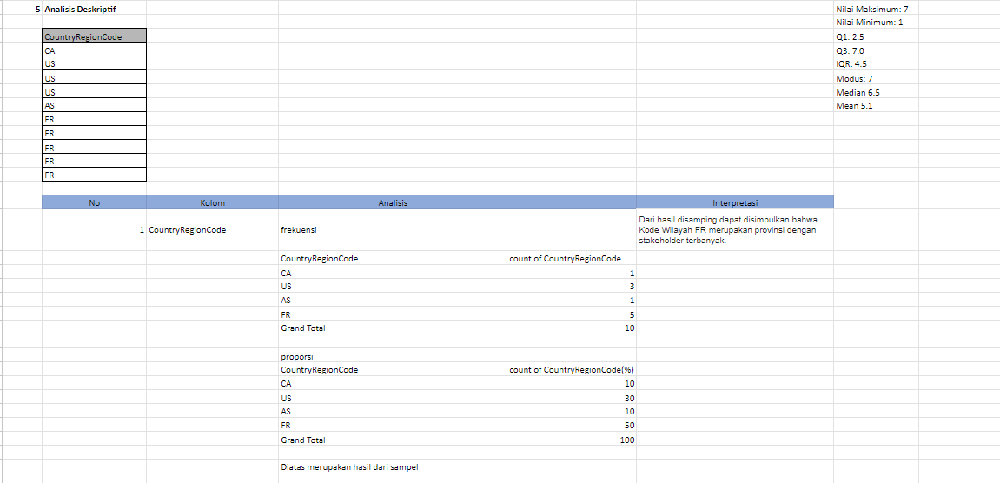 5 Analisis Deskriptif
Nilai Maksimum: 7
Nilai Minimum: 1
Q1: 2.5
Q3: 7.0
IQR: 4.5
Modus: 7
Median 6.5
Mean 5.1
CountryRegionCode
CA
US
US
US
AS
FR
FR
FR
FR
FR
No Kolom Analisis Interpretasi
1 CountryRegionCode frekuensi
Dari hasil disamping dapat disimpulkan bahwa
Kode Wilayah FR merupakan provinsi dengan
stakeholder terbanyak.
CountryRegionCode count of CountryRegionCode
CA 1
US 3
AS 1
FR 5
Grand Total 10
proporsi
CountryRegionCode count of CountryRegionCode(%)
CA 10
US 30
AS 10
FR 50
Grand Total 100
Diatas merupakan hasil dari sampel